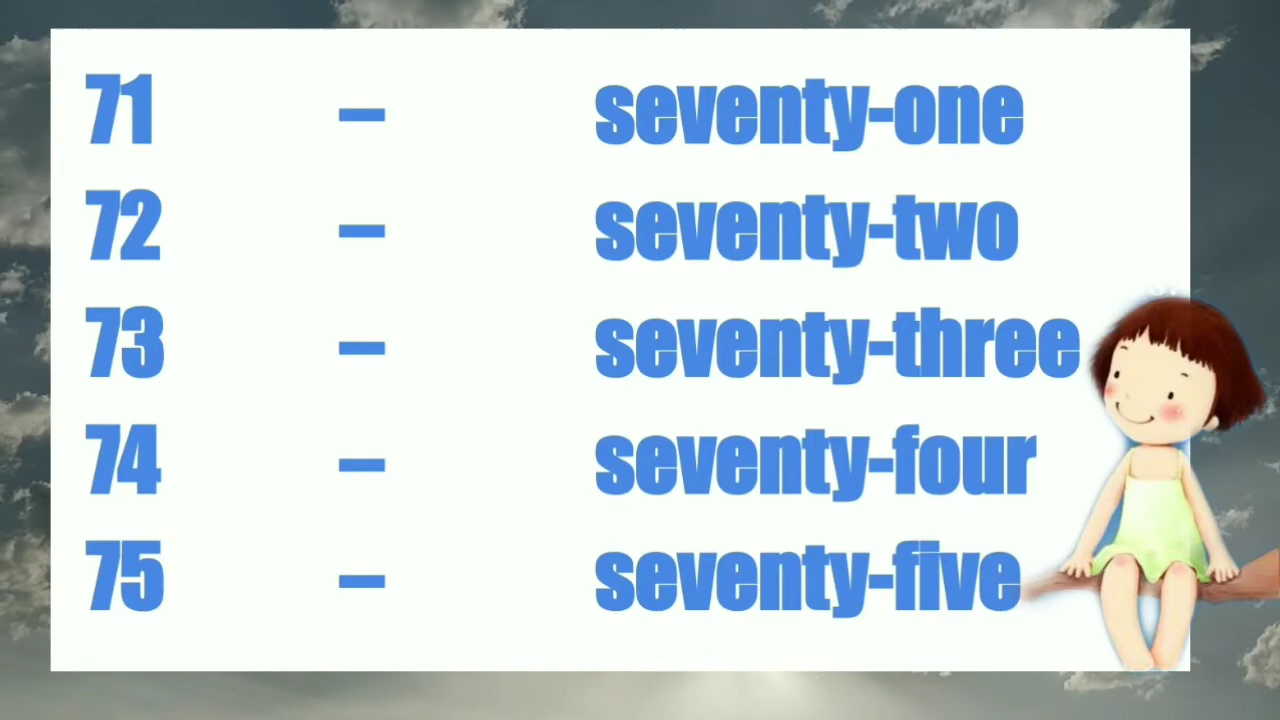 71 – seventy-one
72 – seventy-two
73 – seventy-three
74 – seventy-four
75 – seventy-five